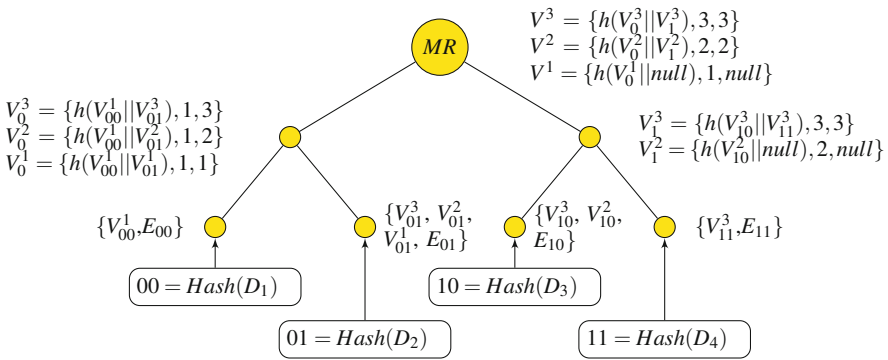 MR
V^3 = {h(V_0^3||V_1^3),3,3}
V^2 = {h(V_0^2||V_1^2),2,2}
V^1 = {h(V_0^1||null),1,null}
V_0^3 = {h(V_00^1||V_01^3),1,3}
V_0^2 = {h(V_00^1||V_01^2),1,2}
V_0^1 = {h(V_00^1||V_01^1),1,1}
V_1^3 = {h(V_10^3||V_11^3),3,3}
V_1^2 = {h(V_10^2||null),2,null}
{V_00^1,E_00}
{V_01^3, V_01^2,
V_01^1, E_01}
{V_10^3, V_10^2,
E_10}
{V_11^3,E_11}
00 = Hash(D_1)
10 = Hash(D_3)
01 = Hash(D_2)
11 = Hash(D_4)